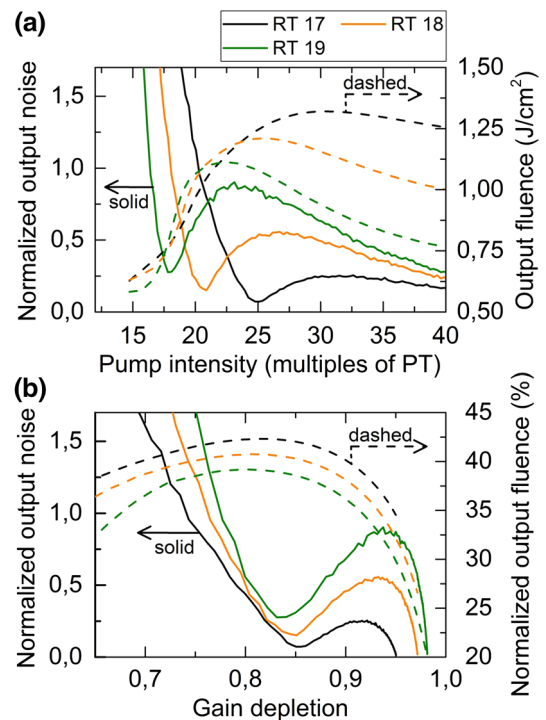 (a)
RT 17 RT 18
RT 19
Normalized output noise
1,5
1,0
0,5
0,0
solid
dashed
1,50
1,25
1,00
0,75
0,50
Output fluence (J/cm²)
15 20 25 30 35 40
Pump intensity (multiples of PT)
(b)
Normalized output noise
1,5
1,0
0,5
0,0
solid
dashed
45
40
35
30
25
20
Normalized output fluence (%)
0,7 0,8 0,9 1,0
Gain depletion